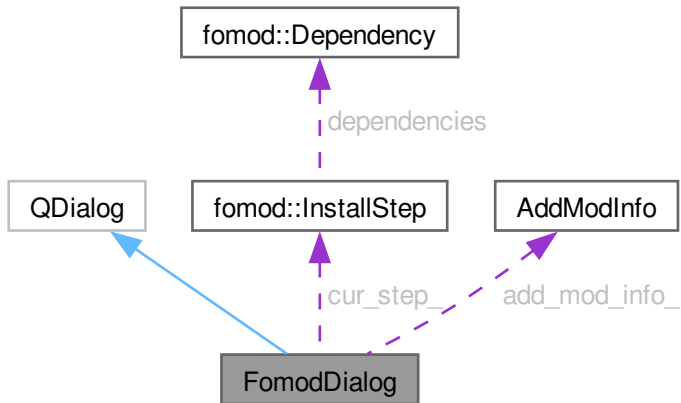 fomod::Dependency
dependencies
QDialog
fomod::InstallStep
AddModInfo
cur_step_
add_mod_info_
FomodDialog